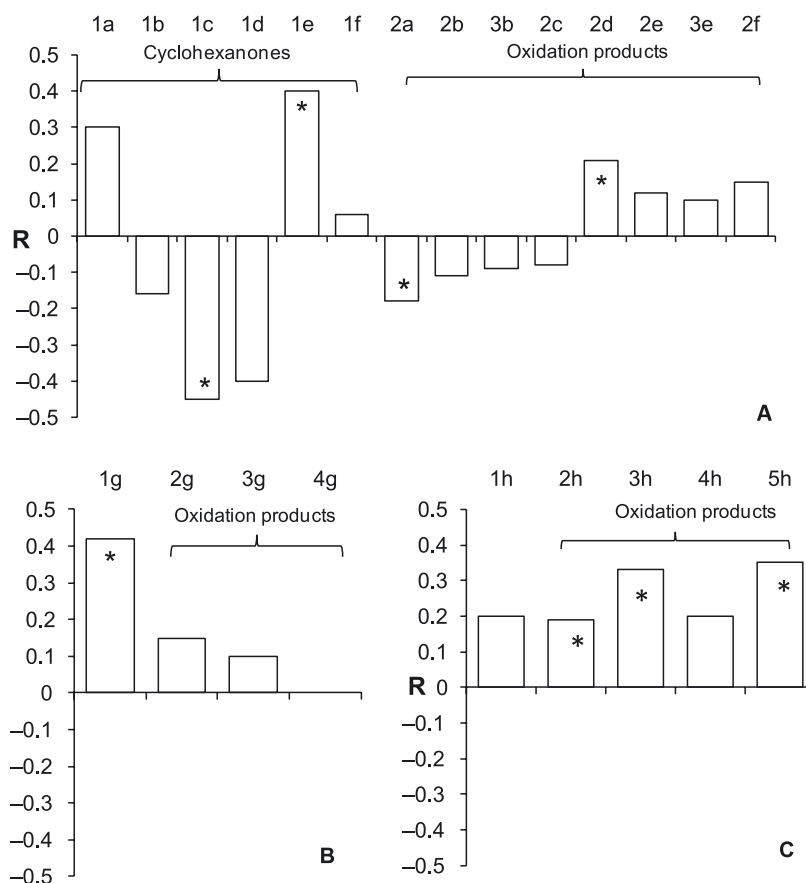 1a 1b 1c 1d 1e 1f 2a 2b 3b 2c 2d 2e 3e 2f
Cyclohexanones Oxidation products
0.5
0.4
0.3
0.2
0.1
0
–0.1
–0.2
–0.3
–0.4
–0.5
R
* * * *
A
1g 2g 3g 4g
Oxidation products
0.5
0.4
0.3
0.2
0.1
0
–0.1
–0.2
–0.3
–0.4
–0.5
*
B
1h 2h 3h 4h 5h
Oxidation products
0.5
0.4
0.3
0.2
0.1
0
–0.1
–0.2
–0.3
–0.4
–0.5
R
* * *
C